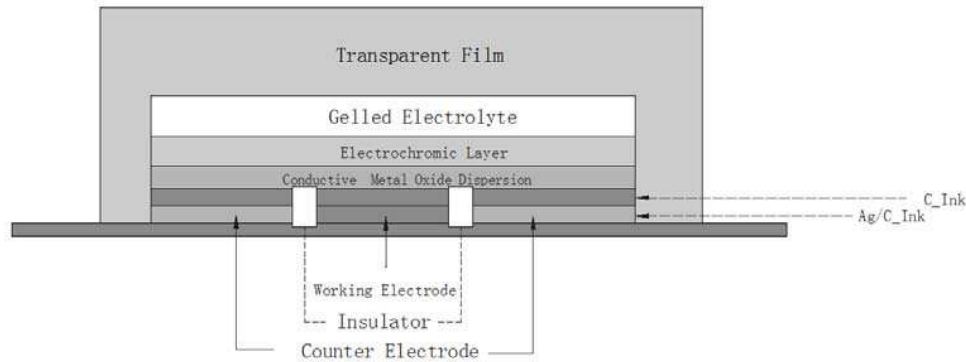 Transparent Film
Gelled Electrolyte
Electrochromic Layer
Conductive Metal Oxide Dispersion
C_Ink
Ag/C_Ink
Working Electrode
Insulator
Counter Electrode